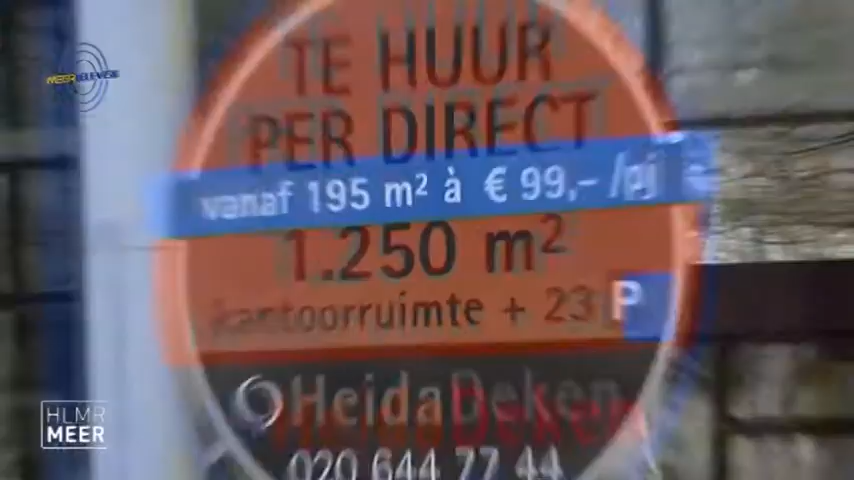 TE HUUR
PER DIRECT
vanaf 195 m² à € 99,- /pj
1.250 m²
kantoorruimte + 23 P
HeidaDeken
020 644 77 44
HLMR
MEER